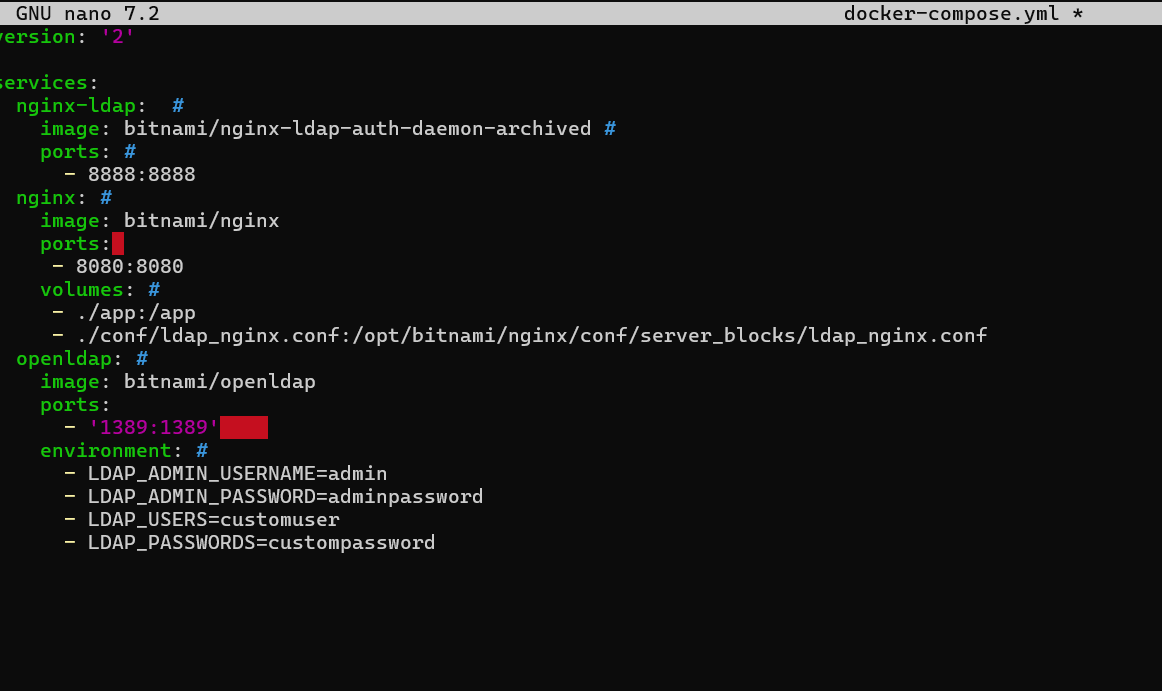 GNU nano 7.2 docker-compose.yml *
version: '2'
services:
nginx-ldap:  #
image: bitnami/nginx-ldap-auth-daemon-archived #
ports: #
- 8888:8888
nginx: #
image: bitnami/nginx
ports:
- 8080:8080
volumes: #
- ./app:/app
- ./conf/ldap_nginx.conf:/opt/bitnami/nginx/conf/server_blocks/ldap_nginx.conf
openldap: #
image: bitnami/openldap
ports:
- '1389:1389'
environment: #
- LDAP_ADMIN_USERNAME=admin
- LDAP_ADMIN_PASSWORD=adminpassword
- LDAP_USERS=customuser
- LDAP_PASSWORDS=custompassword